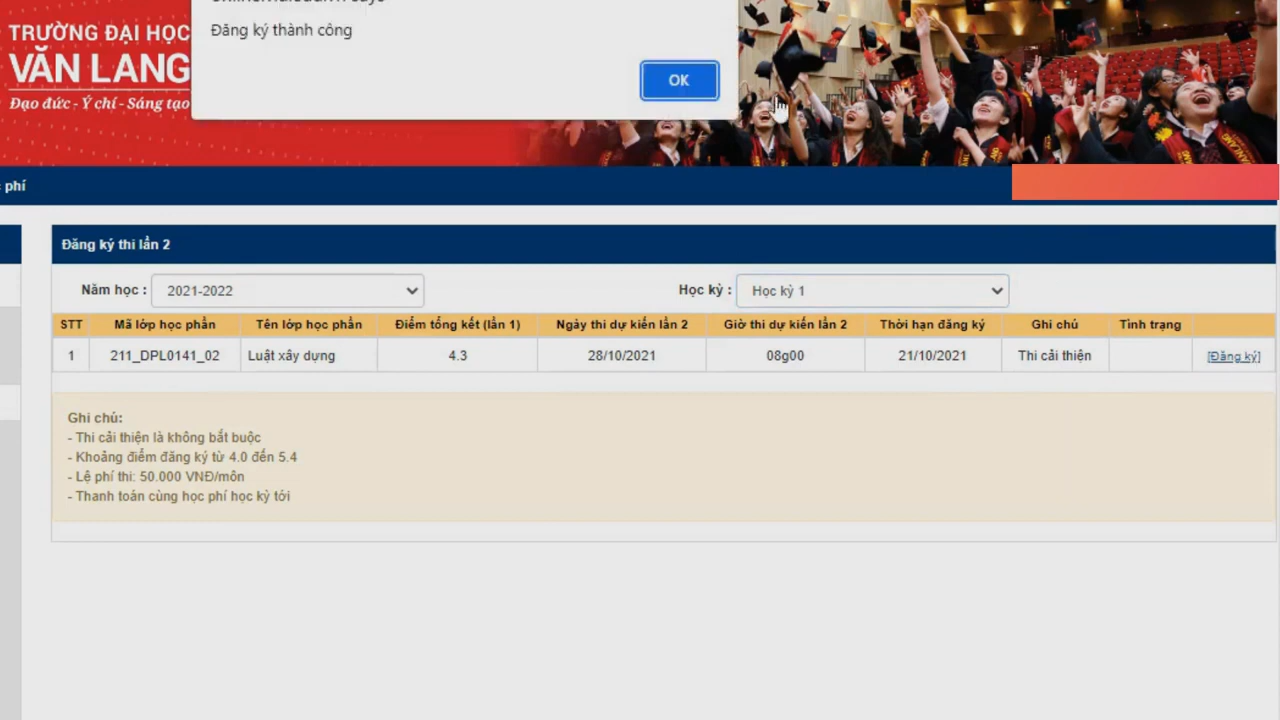 Đăng ký thành công
OK
TRƯỜNG ĐẠI HỌC
VĂN LANG
Đạo đức - Ý chí - Sáng tạo
phí
Đăng ký thi lần 2
Năm học : 2021-2022 Học kỳ : Học kỳ 1
STT Mã lớp học phần Tên lớp học phần Điểm tổng kết (lần 1) Ngày thi dự kiến lần 2 Giờ thi dự kiến lần 2 Thời hạn đăng ký Ghi chú Tình trạng
1 211_DPL0141_02 Luật xây dựng 4.3 28/10/2021 08g00 21/10/2021 Thi cải thiện [Đăng ký]
Ghi chú:
- Thi cải thiện là không bắt buộc
- Khoảng điểm đăng ký từ 4.0 đến 5.4
- Lệ phí thi: 50.000 VNĐ/môn
- Thanh toán cùng học phí học kỳ tới